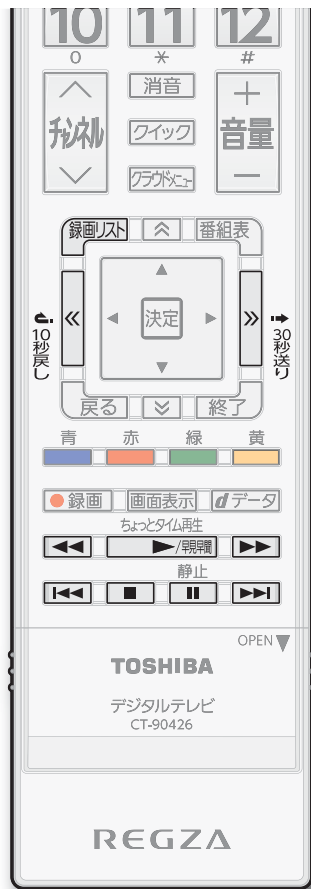 10 11 12
0 ＊ #
消音
チャンネル クイック 音量
クラウドメニュー
録画リスト 番組表
10秒戻し 決定 30秒送り
戻る 終了
青 赤 緑 黄
録画 画面表示 dデータ
ちょっとタイム再生
/早見早聞
静止
OPEN
TOSHIBA
デジタルテレビ
CT-90426
REGZA